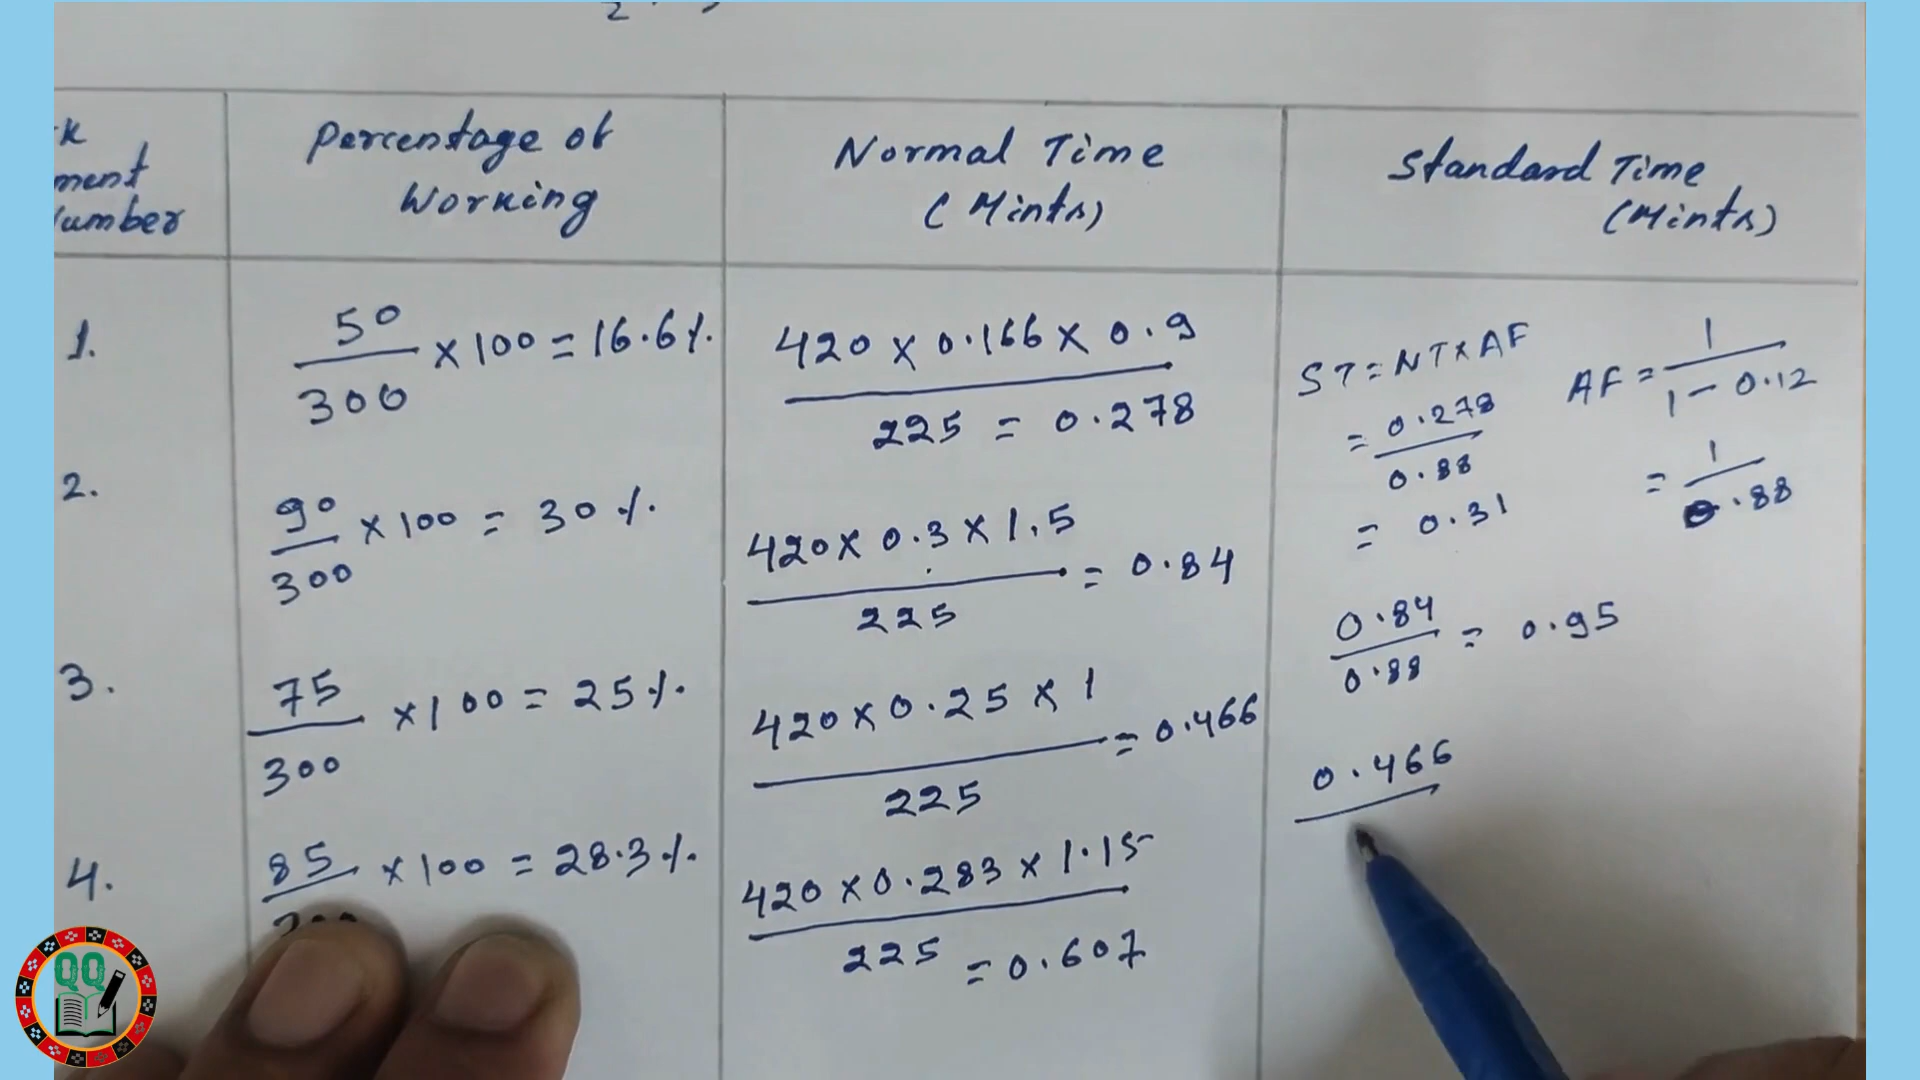 k
ment
umber
Percentage of
Working
Normal Time
(Mints)
Standard Time
(Mints)
1.
50
300
× 100 = 16.6%
420 × 0.166 × 0.9
225 = 0.278
ST = NT × AF
= 0.278
0.88
= 0.31
AF = 1
1 - 0.12
= 1
0.88
2.
90
300
× 100 = 30%
420 × 0.3 × 1.5
225
= 0.84
0.84
0.88
= 0.95
3.
75
300
× 100 = 25%
420 × 0.25 × 1
225
= 0.466
0.466
4.
85
× 100 = 28.3%
420 × 0.283 × 1.15
225 = 0.607
QQ